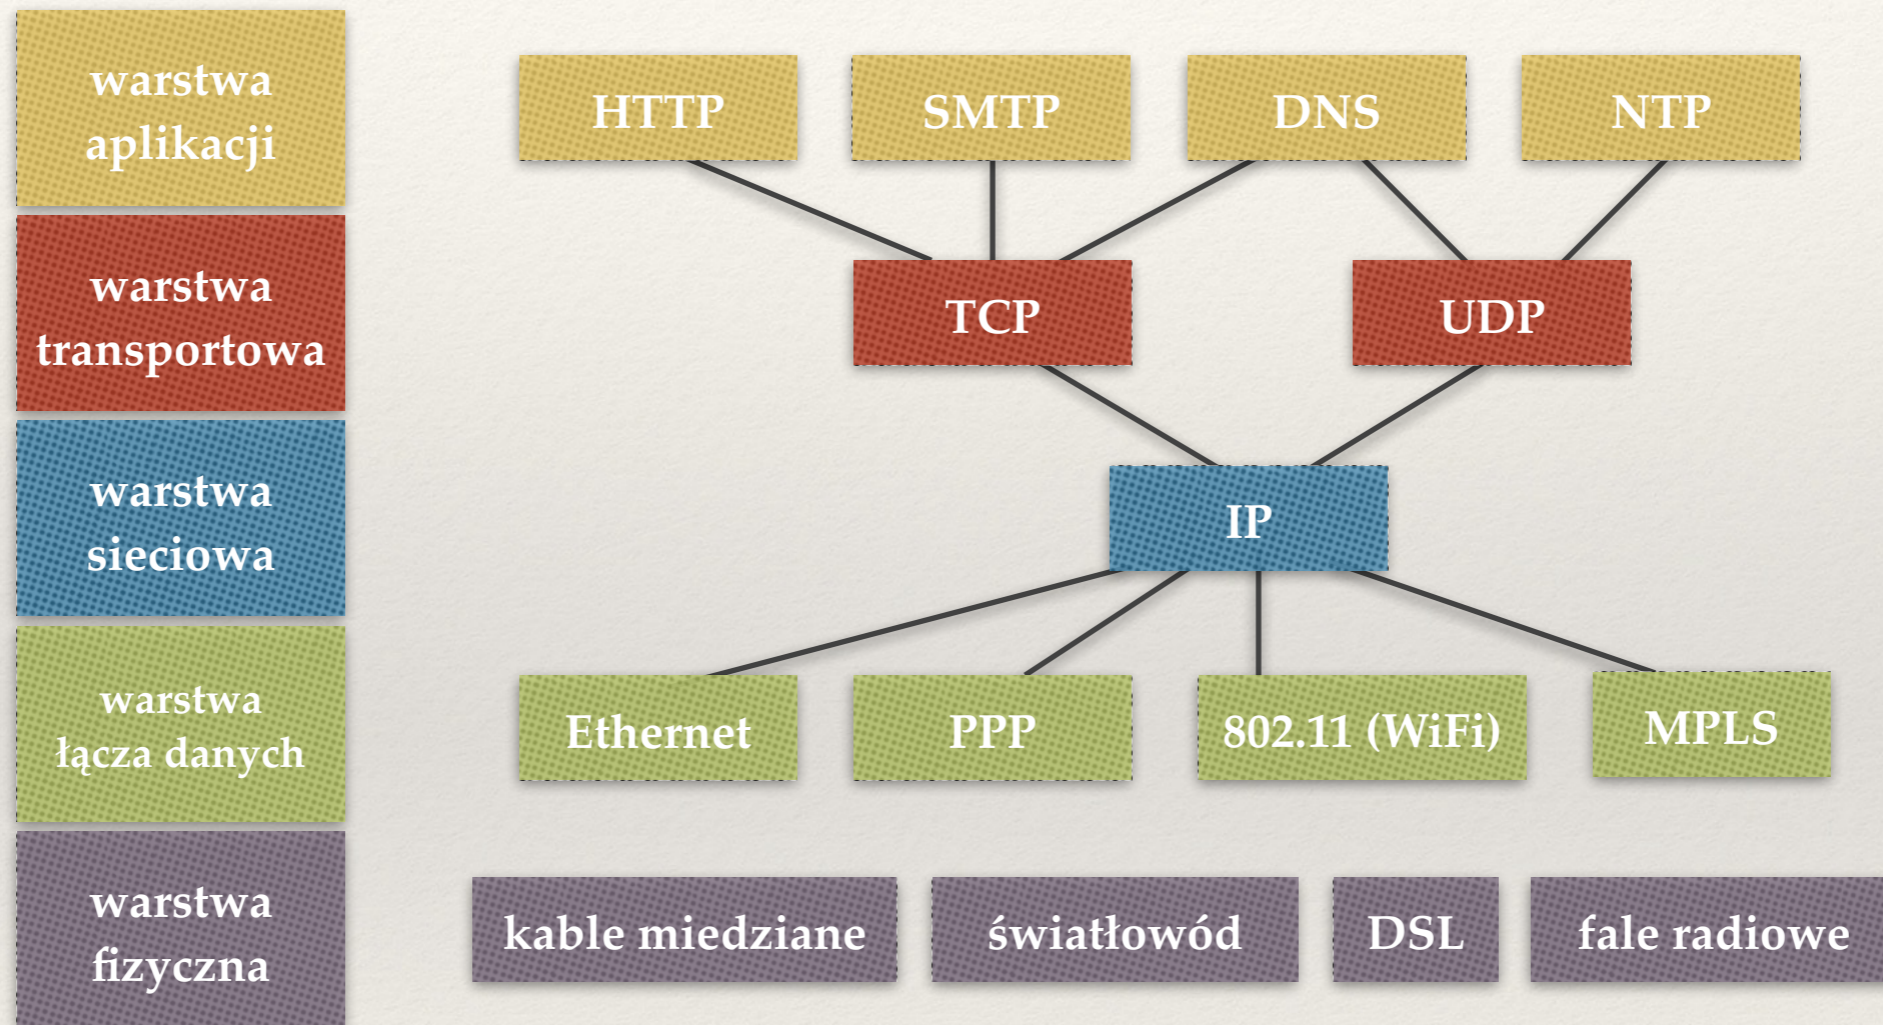 warstwa
aplikacji
HTTP
SMTP
DNS
NTP
warstwa
transportowa
TCP
UDP
warstwa
sieciowa
IP
warstwa
łącza danych
Ethernet
PPP
802.11 (WiFi)
MPLS
warstwa
fizyczna
kable miedziane
światłowód
DSL
fale radiowe